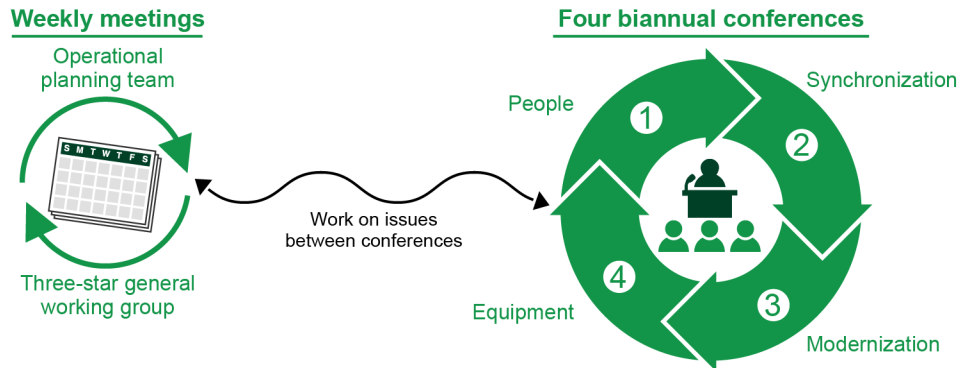 Weekly meetings
Operational
planning team
S M T W T F S
Three-star general
working group
Work on issues
between conferences
Four biannual conferences
People
1
Synchronization
2
Modernization
3
Equipment
4